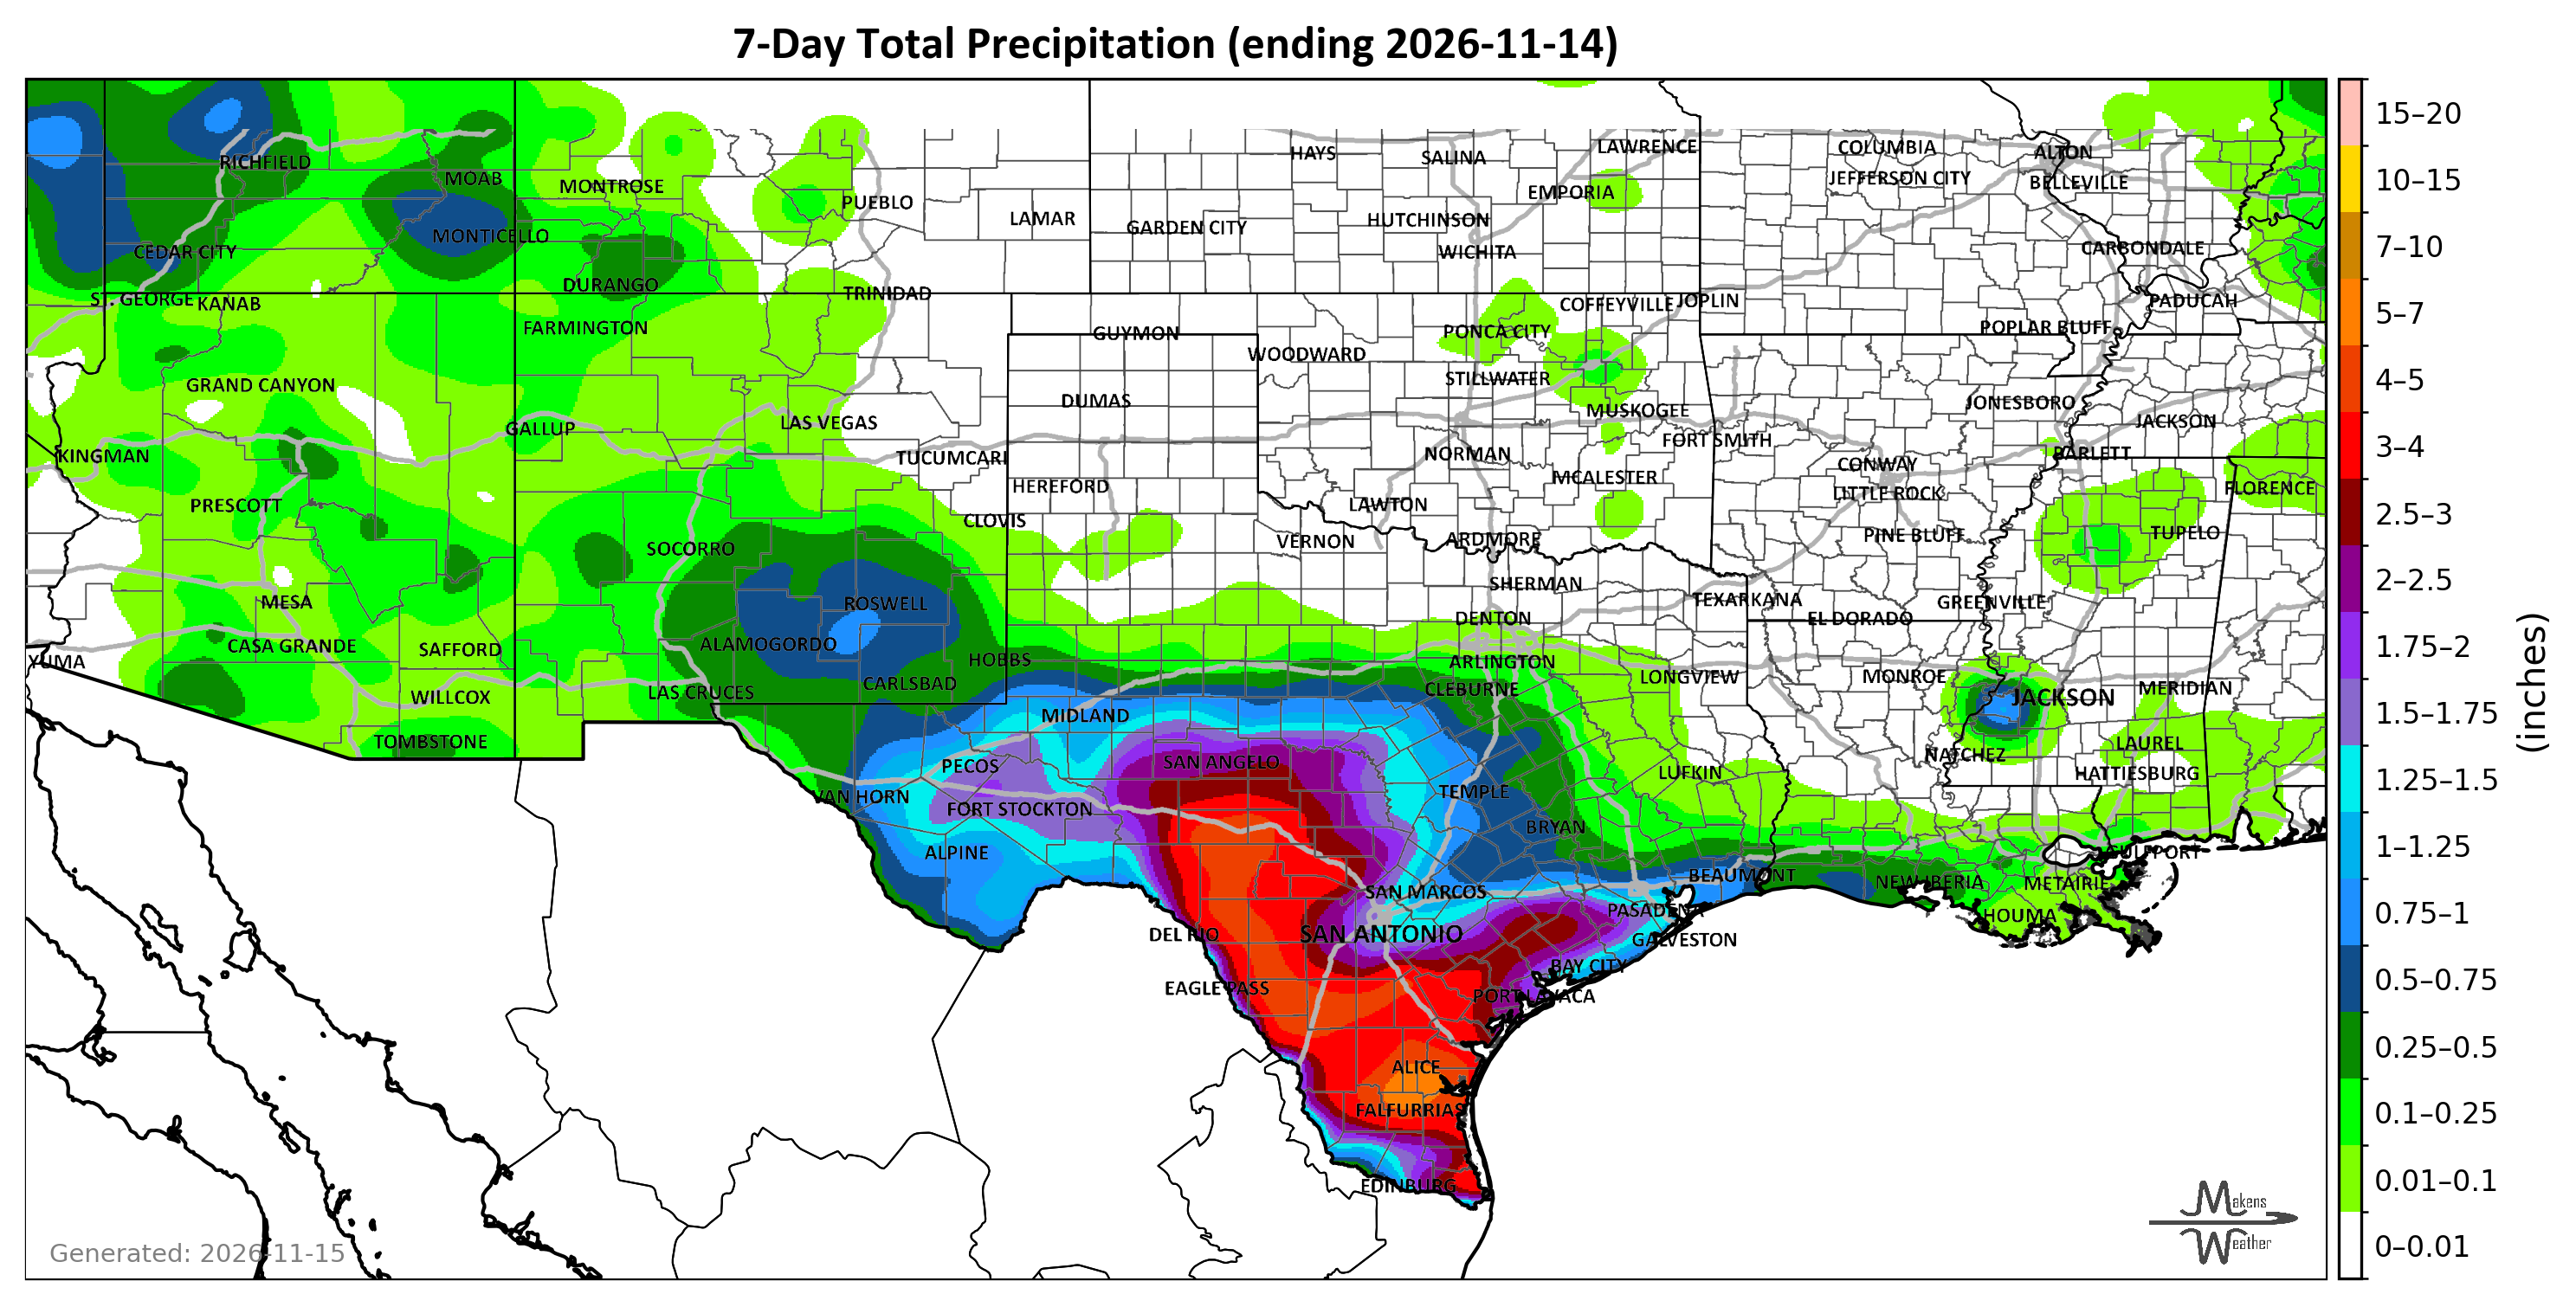 7-Day Total Precipitation (ending 2026-11-14)
RICHFIELD
MOAB
MONTROSE
PUEBLO
LAMAR
HAYS
SALINA
LAWRENCE
COLUMBIA
ALTON
GARDEN CITY
HUTCHINSON
EMPORIA
JEFFERSON CITY
BELLEVILLE
CEDAR CITY
MONTICELLO
WICHITA
CARBONDALE
ST. GEORGE
KANAB
DURANGO
TRINIDAD
COFFEYVILLE
JOPLIN
PADUCAH
FARMINGTON
GUYMON
PONCA CITY
POPLAR BLUFF
WOODWARD
GRAND CANYON
DUMAS
STILLWATER
MUSKOGEE
JONESBORO
JACKSON
GALLUP
LAS VEGAS
KINGMAN
TUCUMCARI
NORMAN
FORT SMITH
CONWAY
BARLETT
PRESCOTT
HEREFORD
LAWTON
MCALESTER
LITTLE ROCK
FLORENCE
CLOVIS
SOCORRO
VERNON
ARDMORE
PINE BLUFF
TUPELO
MESA
ROSWELL
SHERMAN
TEXARKANA
GREENVILLE
DENTON
EL DORADO
YUMA
CASA GRANDE
SAFFORD
ALAMOGORDO
HOBBS
ARLINGTON
WILLCOX
LAS CRUCES
CARLSBAD
CLEBURNE
LONGVIEW
MONROE
JACKSON
MERIDIAN
TOMBSTONE
MIDLAND
NATCHEZ
LAUREL
PECOS
SAN ANGELO
LUFKIN
HATTIESBURG
VAN HORN
FORT STOCKTON
TEMPLE
BRYAN
ALPINE
GULFPORT
SAN MARCOS
BEAUMONT
NEW IBERIA
METAIRIE
DEL RIO
SAN ANTONIO
PASADENA
GALVESTON
HOUMA
EAGLE PASS
BAY CITY
PORT LAVACA
ALICE
FALFURRIAS
EDINBURG
Generated: 2026-11-15
Makens
Weather
15–20
10–15
7–10
5–7
4–5
3–4
2.5–3
2–2.5
1.75–2
1.5–1.75
1.25–1.5
1–1.25
0.75–1
0.5–0.75
0.25–0.5
0.1–0.25
0.01–0.1
0–0.01
(inches)